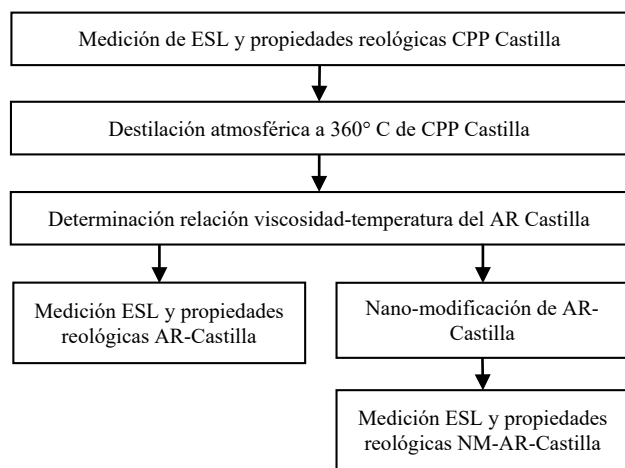 Medición de ESL y propiedades reológicas CPP Castilla
Destilación atmosférica a 360° C de CPP Castilla
Determinación relación viscosidad-temperatura del AR Castilla
Medición ESL y propiedades
reológicas AR-Castilla
Nano-modificación de AR-
Castilla
Medición ESL y propiedades
reológicas NM-AR-Castilla